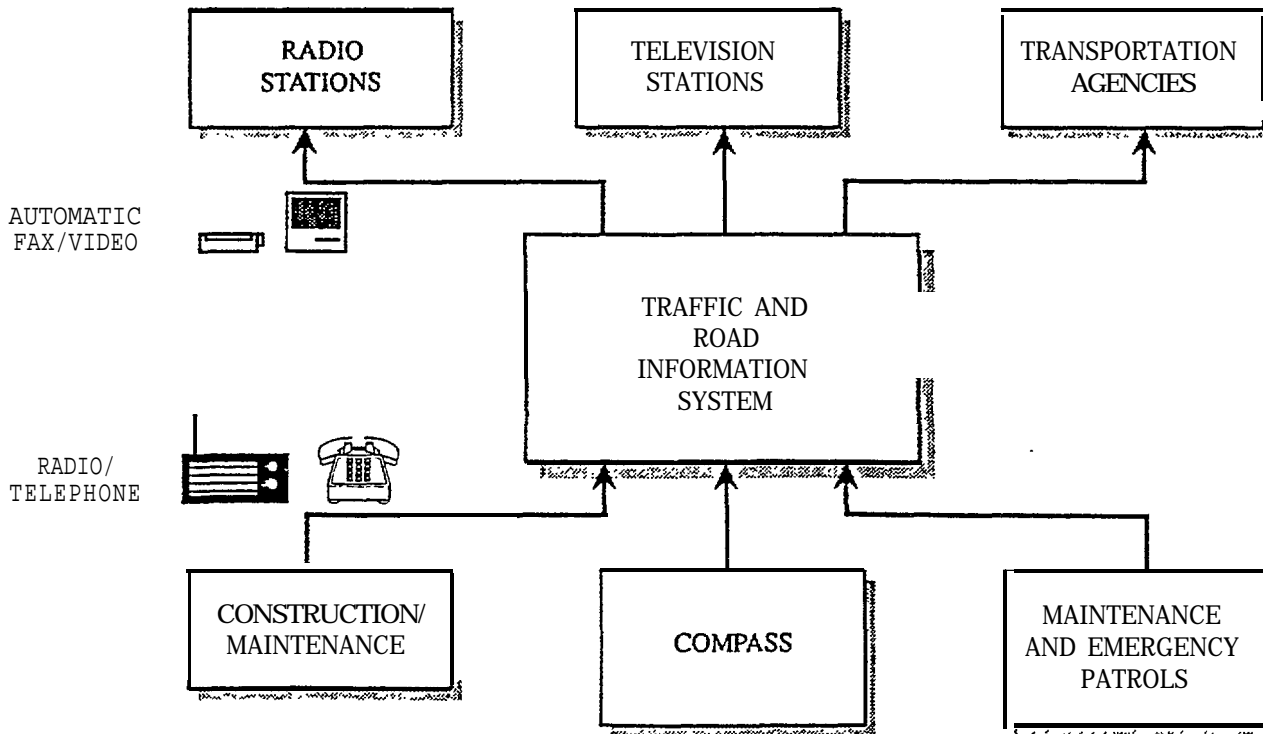 RADIO
STATIONS
TELEVISION
STATIONS
TRANSPORTATION
AGENCIES
AUTOMATIC
FAX/VIDEO
TRAFFIC AND
ROAD
INFORMATION
SYSTEM
RADIO/
TELEPHONE
CONSTRUCTION/
MAINTENANCE
COMPASS
MAINTENANCE
AND EMERGENCY
PATROLS